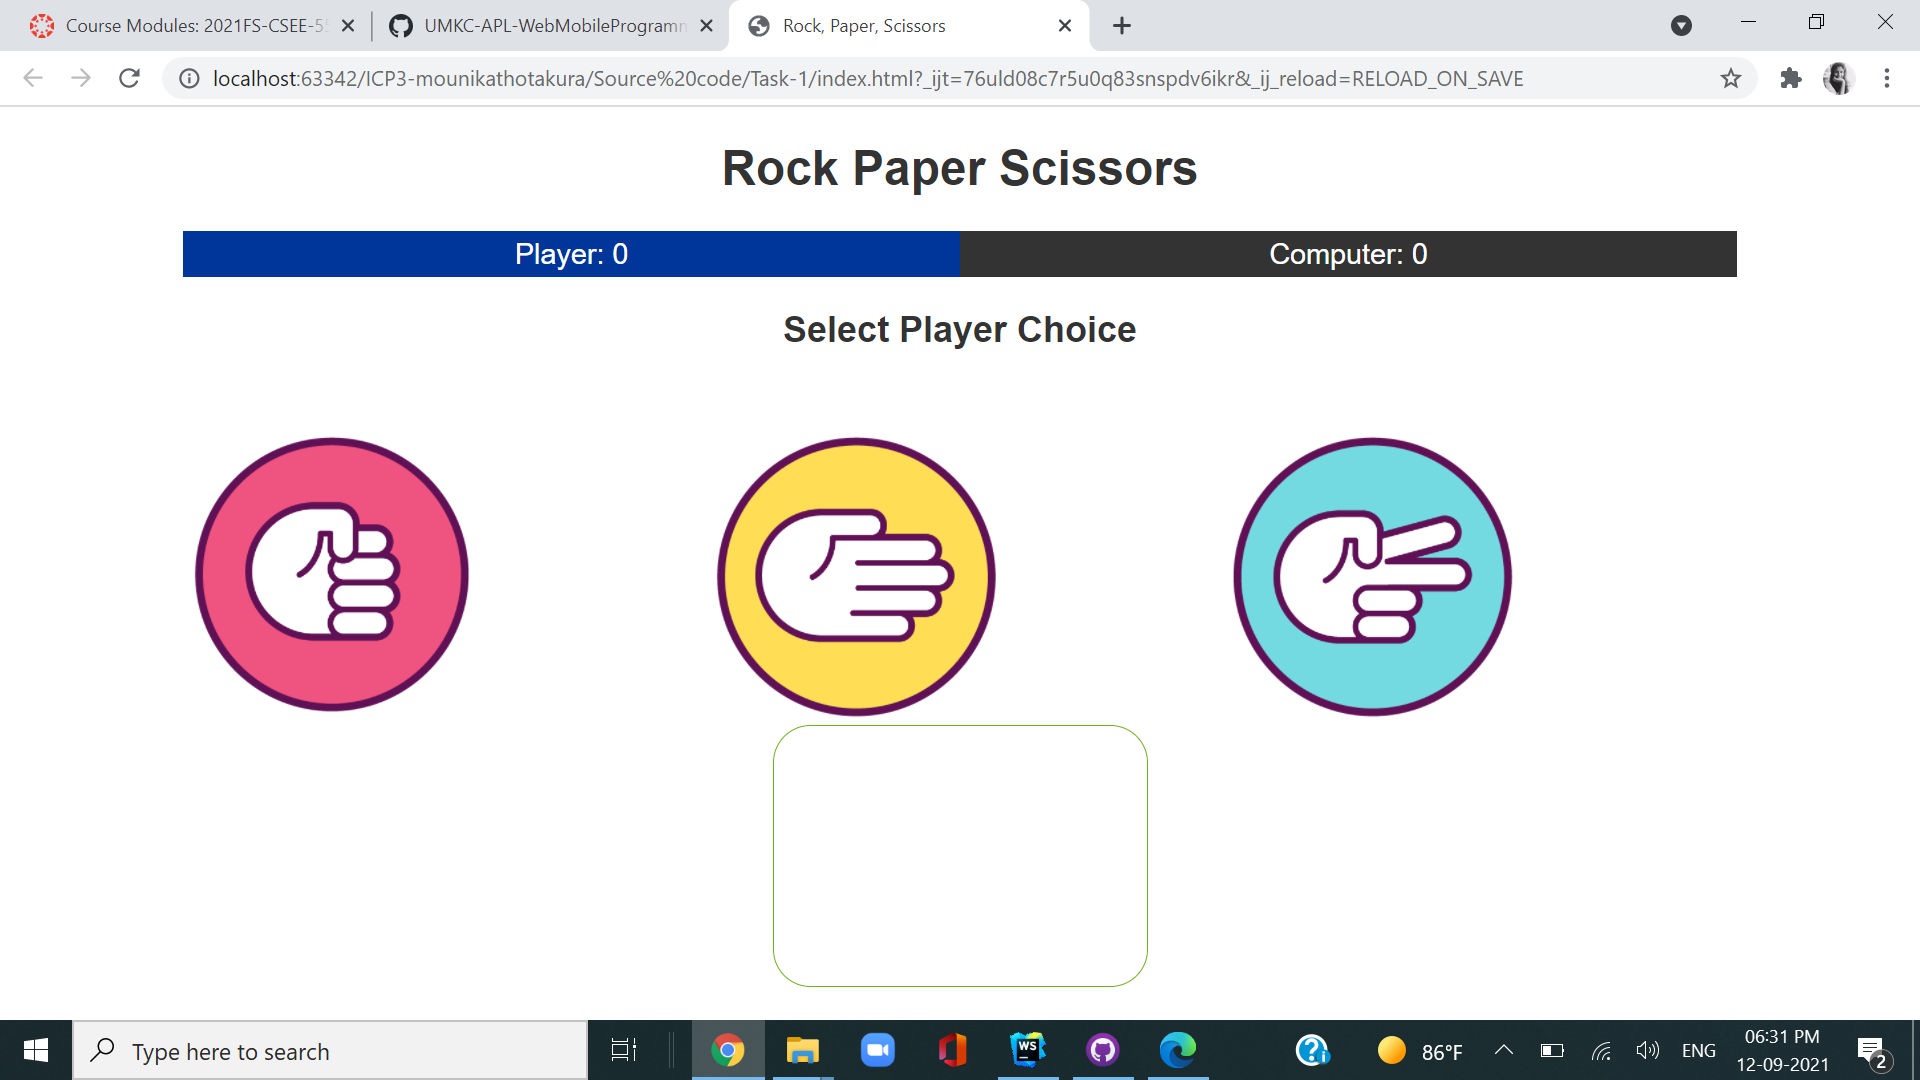 Course Modules: 2021FS-CSEE-5
UMKC-APL-WebMobileProgramm
Rock, Paper, Scissors
localhost:63342/ICP3-mounikathotakura/Source%20code/Task-1/index.html?_ijt=76uld08c7r5u0q83snspdv6ikr&_ij_reload=RELOAD_ON_SAVE
Rock Paper Scissors
Player: 0
Computer: 0
Select Player Choice
Type here to search
WS
86°F
ENG
06:31 PM
12-09-2021
2